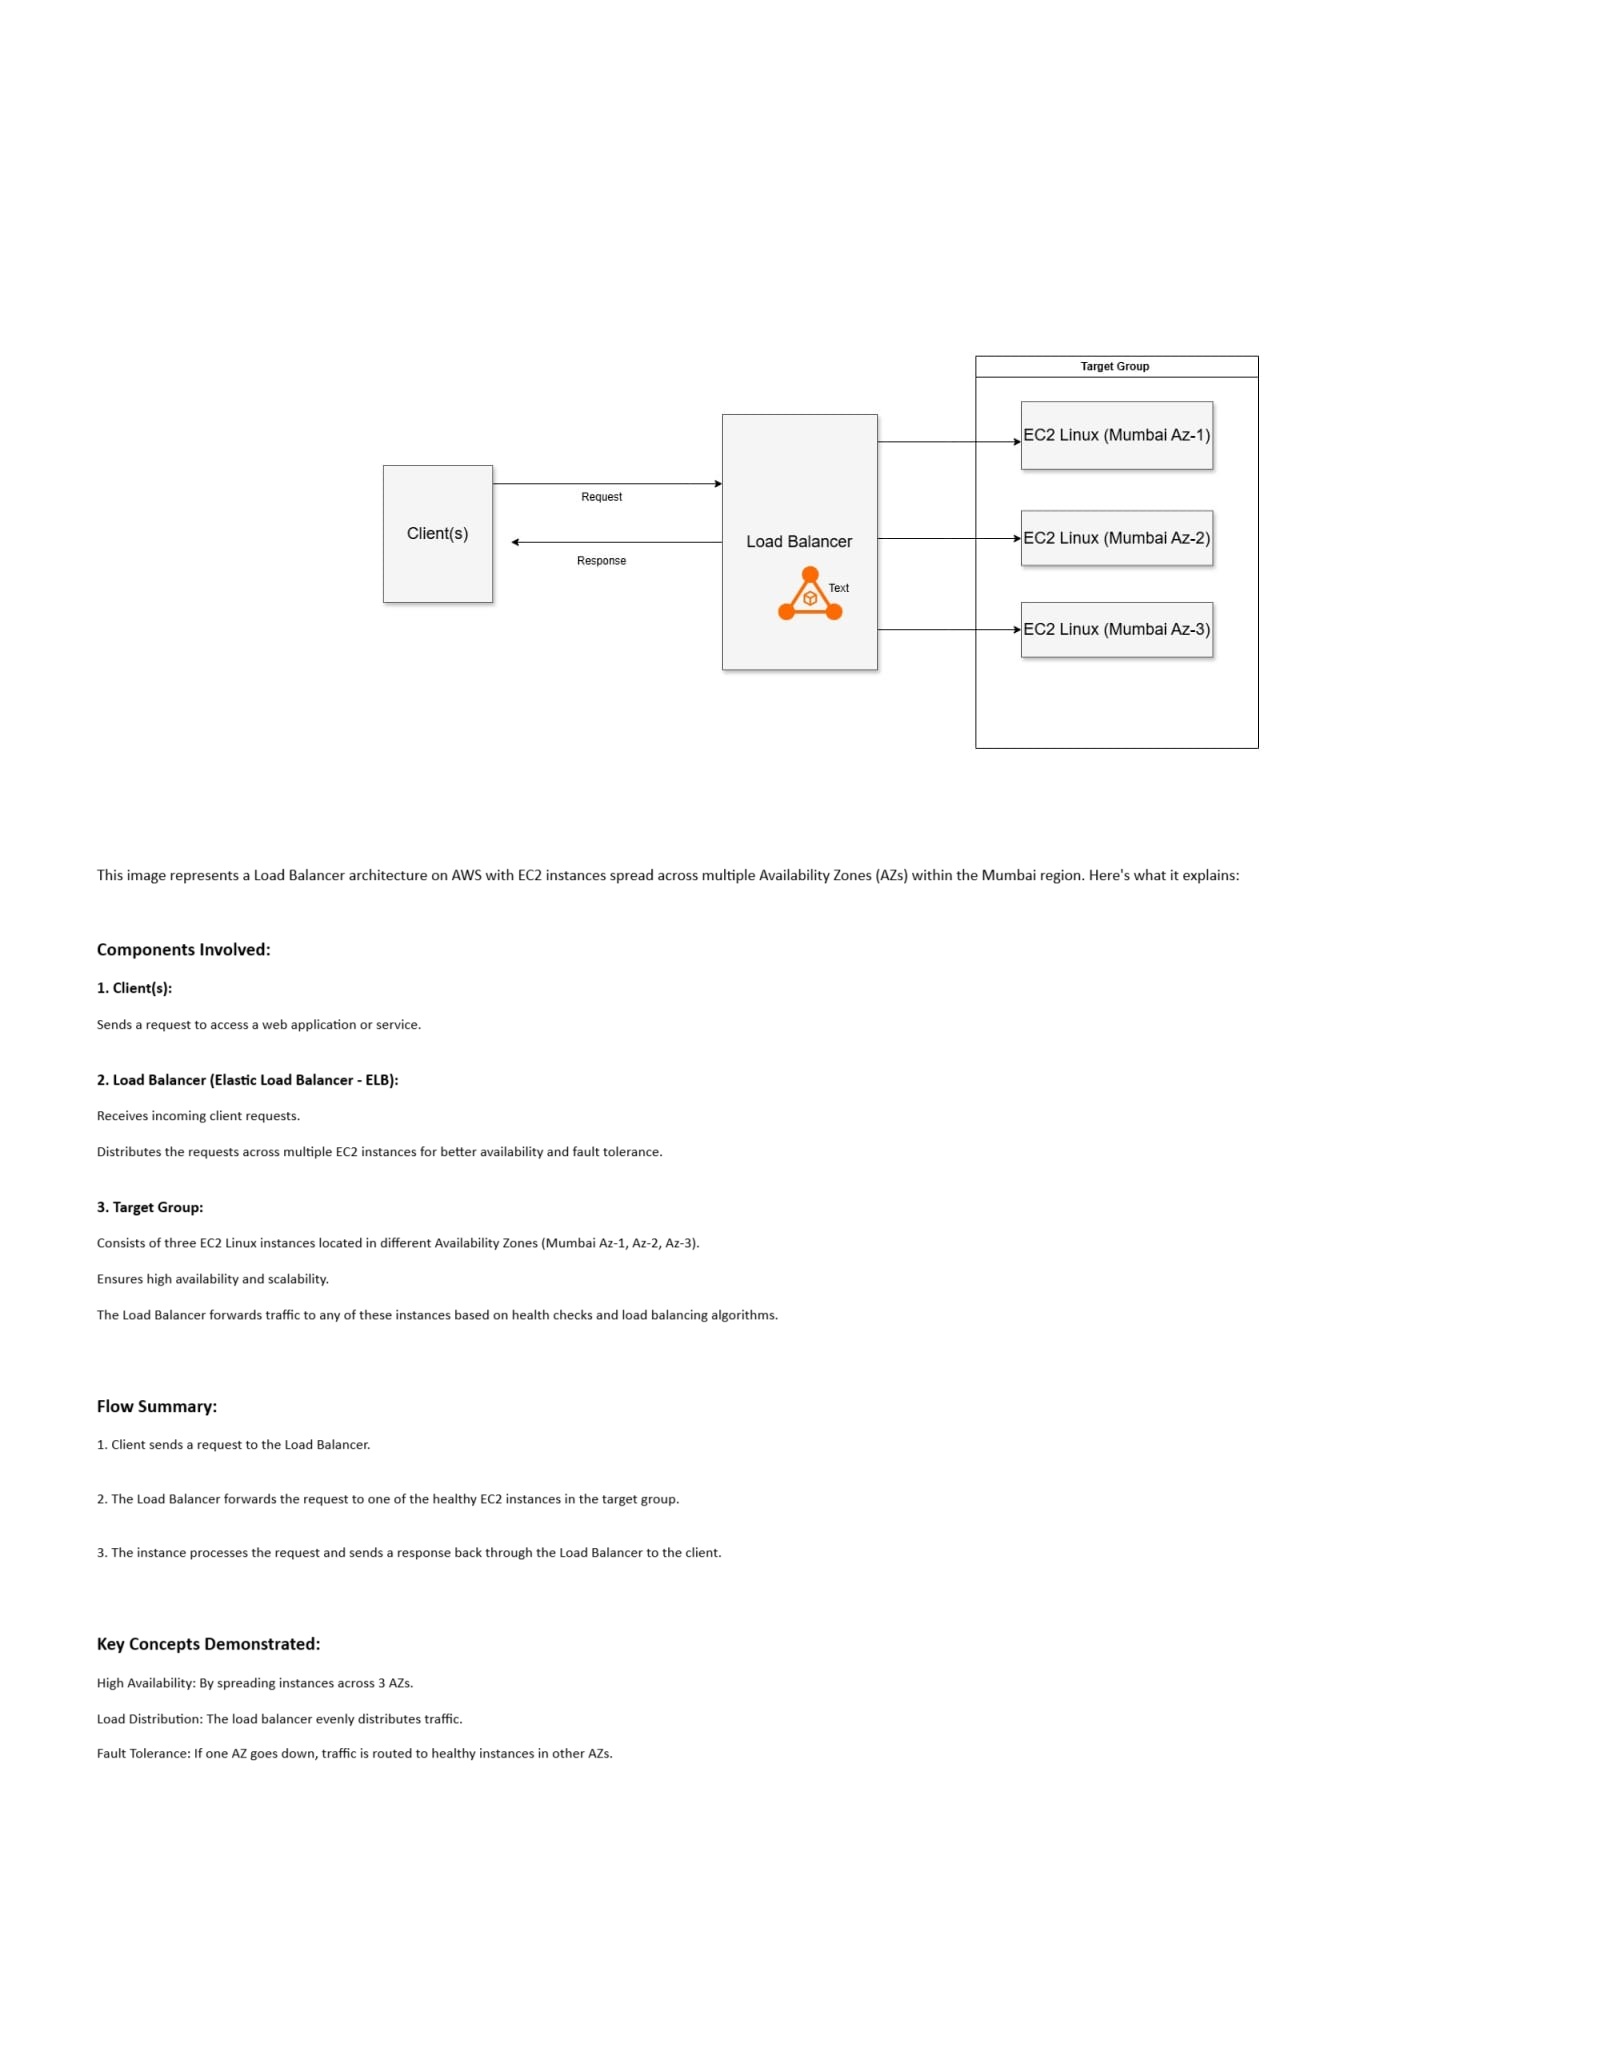 Target Group
EC2 Linux (Mumbai Az-1)
Client(s)
Request
Response
Load Balancer
Text
EC2 Linux (Mumbai Az-2)
EC2 Linux (Mumbai Az-3)
This image represents a Load Balancer architecture on AWS with EC2 instances spread across multiple Availability Zones (AZs) within the Mumbai region. Here's what it explains:
Components Involved:
1. Client(s):
Sends a request to access a web application or service.
2. Load Balancer (Elastic Load Balancer - ELB):
Receives incoming client requests.
Distributes the requests across multiple EC2 instances for better availability and fault tolerance.
3. Target Group:
Consists of three EC2 Linux instances located in different Availability Zones (Mumbai Az-1, Az-2, Az-3).
Ensures high availability and scalability.
The Load Balancer forwards traffic to any of these instances based on health checks and load balancing algorithms.
Flow Summary:
1. Client sends a request to the Load Balancer.
2. The Load Balancer forwards the request to one of the healthy EC2 instances in the target group.
3. The instance processes the request and sends a response back through the Load Balancer to the client.
Key Concepts Demonstrated:
High Availability: By spreading instances across 3 AZs.
Load Distribution: The load balancer evenly distributes traffic.
Fault Tolerance: If one AZ goes down, traffic is routed to healthy instances in other AZs.